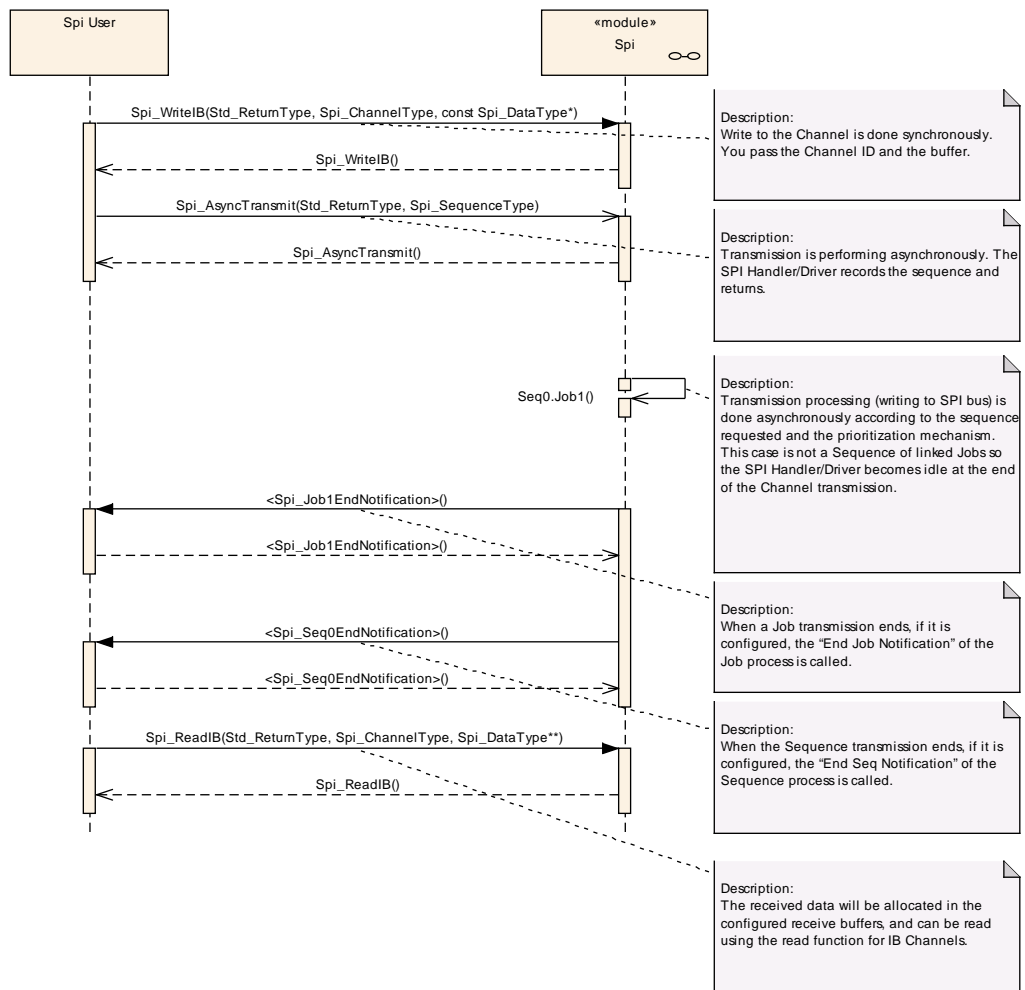 Spi User
«module»
Spi
Spi_WriteIB(Std_ReturnType, Spi_ChannelType, const Spi_DataType*)
Description:
Write to the Channel is done synchronously.
You pass the Channel ID and the buffer.
Spi_WriteIB()
Spi_AsyncTransmit(Std_ReturnType, Spi_SequenceType)
Description:
Transmission is performing asynchronously. The
SPI Handler/Driver records the sequence and
returns.
Spi_AsyncTransmit()
Seq0.Job1()
Description:
Transmission processing (writing to SPI bus) is
done asynchronously according to the sequence
requested and the prioritization mechanism.
This case is not a Sequence of linked Jobs so
the SPI Handler/Driver becomes idle at the end
of the Channel transmission.
<Spi_Job1EndNotification>()
<Spi_Job1EndNotification>()
Description:
When a Job transmission ends, if it is
configured, the “End Job Notification” of the
Job process is called.
<Spi_Seq0EndNotification>()
<Spi_Seq0EndNotification>()
Description:
When the Sequence transmission ends, if it is
configured, the “End Seq Notification” of the
Sequence process is called.
Spi_ReadIB(Std_ReturnType, Spi_ChannelType, Spi_DataType**)
Spi_ReadIB()
Description:
The received data will be allocated in the
configured receive buffers, and can be read
using the read function for IB Channels.